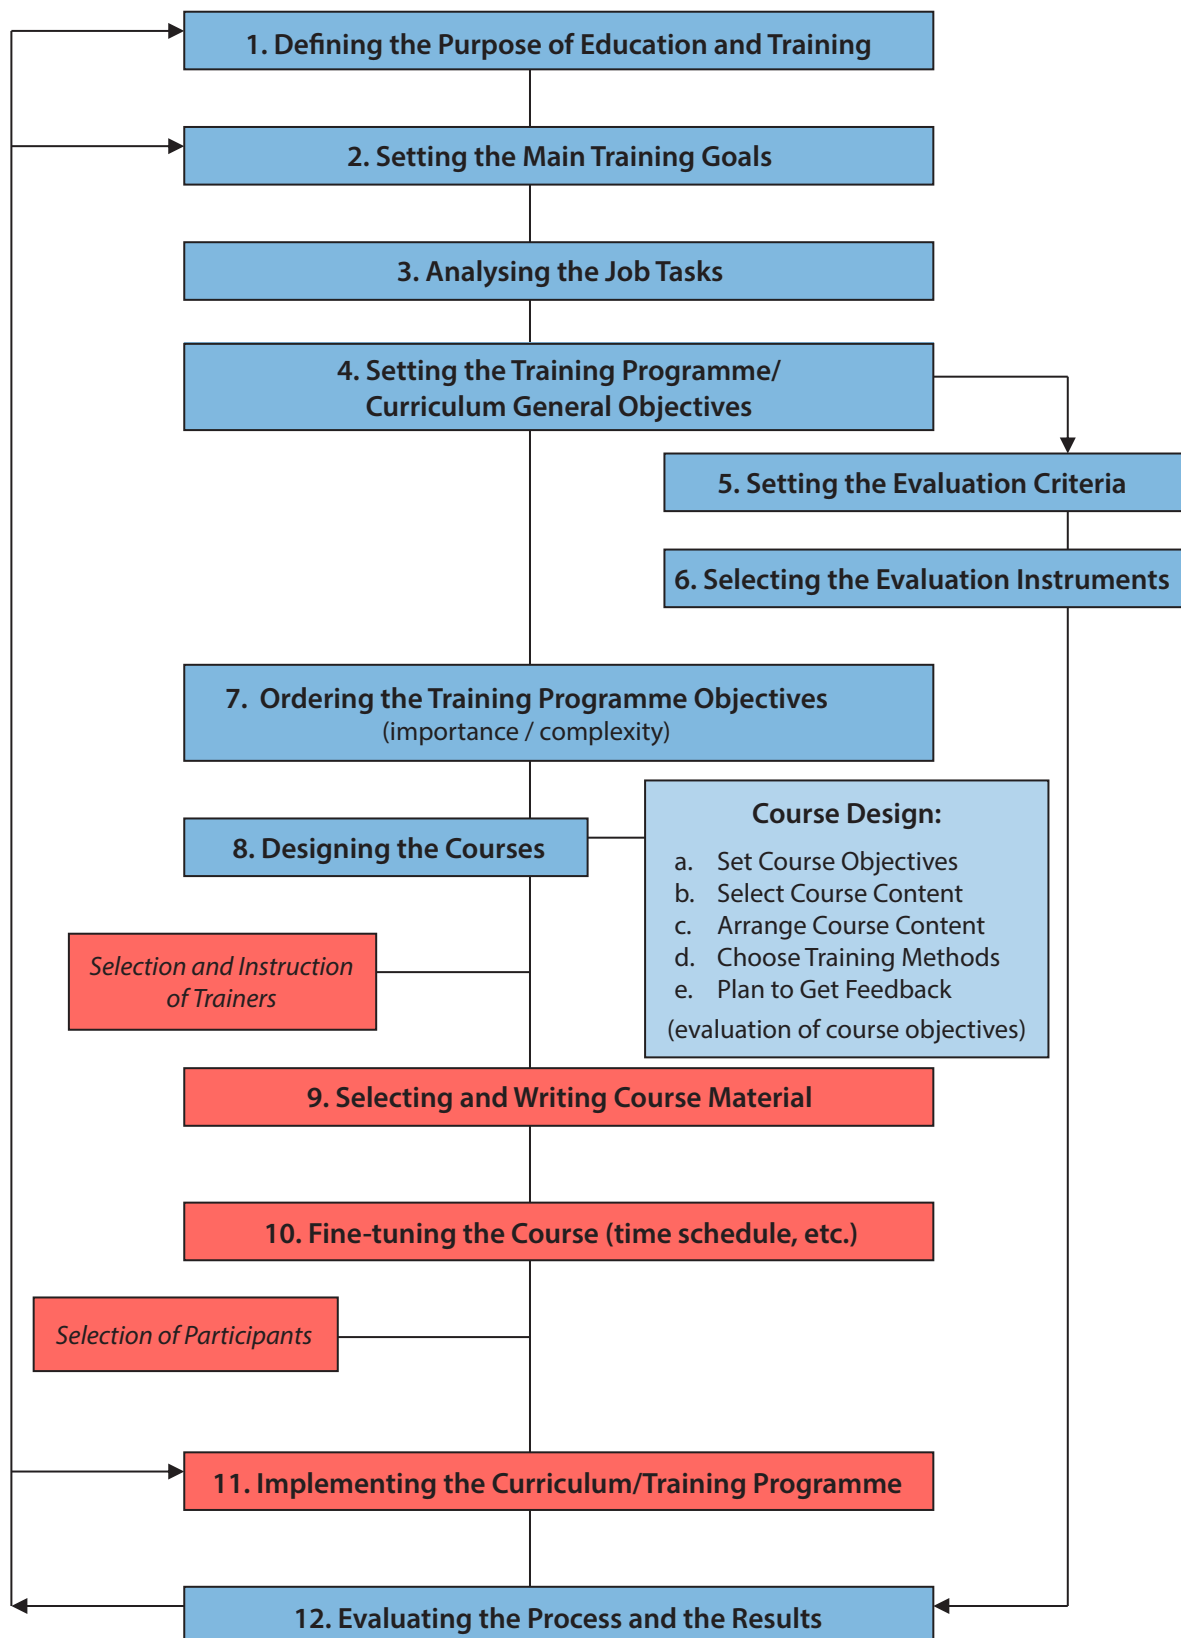 1. Defining the Purpose of Education and Training
2. Setting the Main Training Goals
3. Analysing the Job Tasks
4. Setting the Training Programme/
Curriculum General Objectives
5. Setting the Evaluation Criteria
6. Selecting the Evaluation Instruments
7. Ordering the Training Programme Objectives
(importance / complexity)
8. Designing the Courses
Course Design:
a. Set Course Objectives
b. Select Course Content
c. Arrange Course Content
d. Choose Training Methods
e. Plan to Get Feedback
(evaluation of course objectives)
Selection and Instruction
of Trainers
9. Selecting and Writing Course Material
10. Fine-tuning the Course (time schedule, etc.)
Selection of Participants
11. Implementing the Curriculum/Training Programme
12. Evaluating the Process and the Results